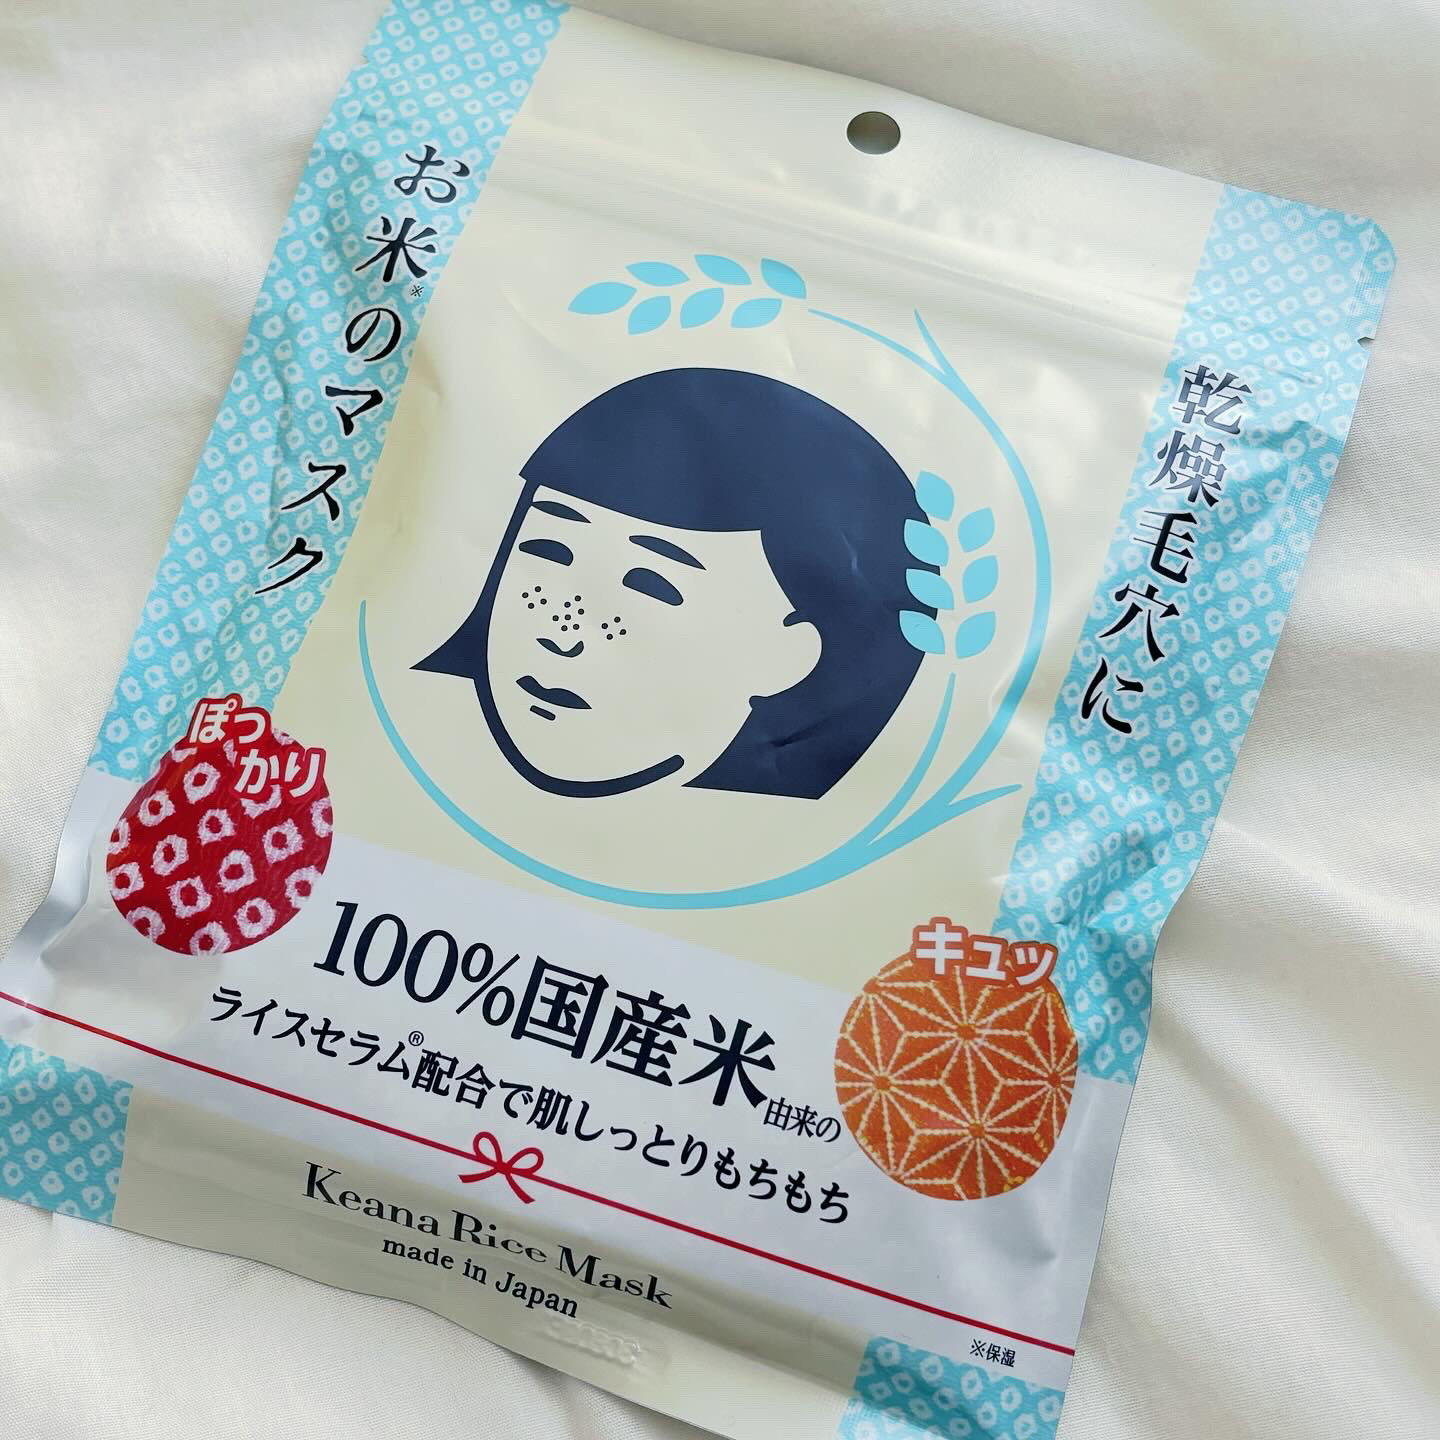 乾燥毛穴に
お米※のマスク
ぽっ
かり
キュッ
100%国産米由来の
ライスセラム®配合で肌しっとりもちもち
Keana Rice Mask
made in Japan
※保湿